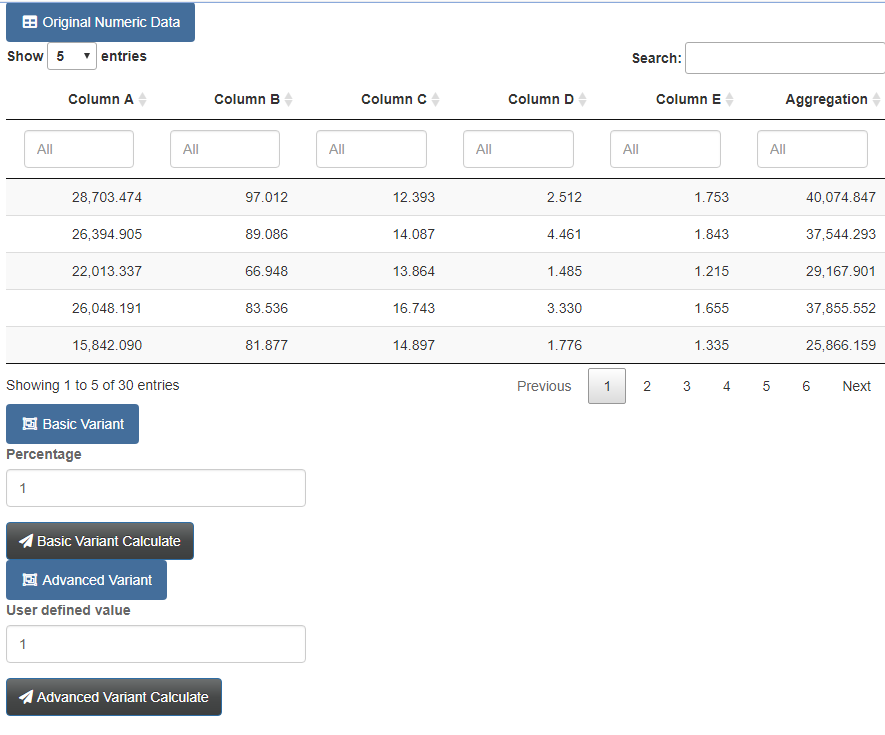 Original Numeric Data
Show 5 entries Search:
Column A Column B Column C Column D Column E Aggregation
All All All All All All
28,703.474 97.012 12.393 2.512 1.753 40,074.847
26,394.905 89.086 14.087 4.461 1.843 37,544.293
22,013.337 66.948 13.864 1.485 1.215 29,167.901
26,048.191 83.536 16.743 3.330 1.655 37,855.552
15,842.090 81.877 14.897 1.776 1.335 25,866.159
Showing 1 to 5 of 30 entries Previous 1 2 3 4 5 6 Next
Basic Variant
Percentage
1
Basic Variant Calculate
Advanced Variant
User defined value
1
Advanced Variant Calculate